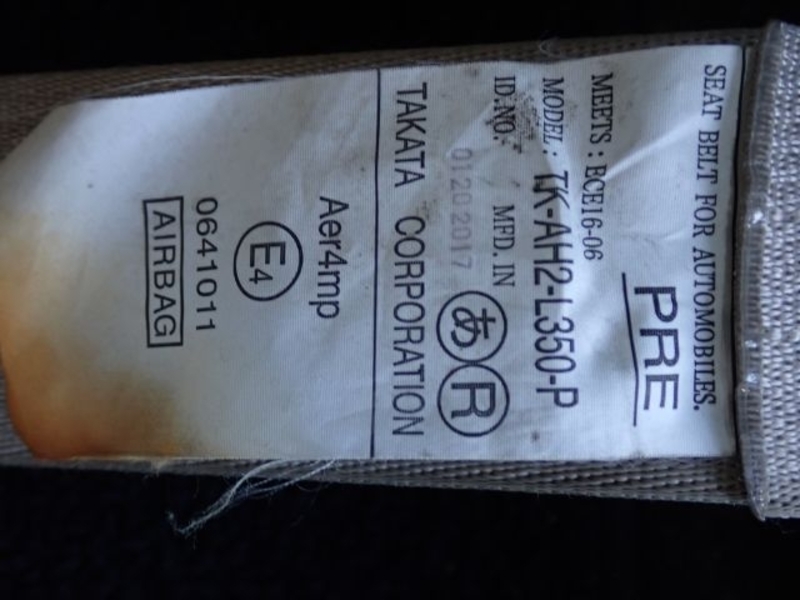 SEAT BELT FOR AUTOMOBILES.
PRE
MEETS : ECE16-06
MODEL : TK-AH2-L350-P
ID.NO. MFD. IN
0120 2017 あ R
TAKATA CORPORATION
Aer4mp
E4
0641011
AIRBAG